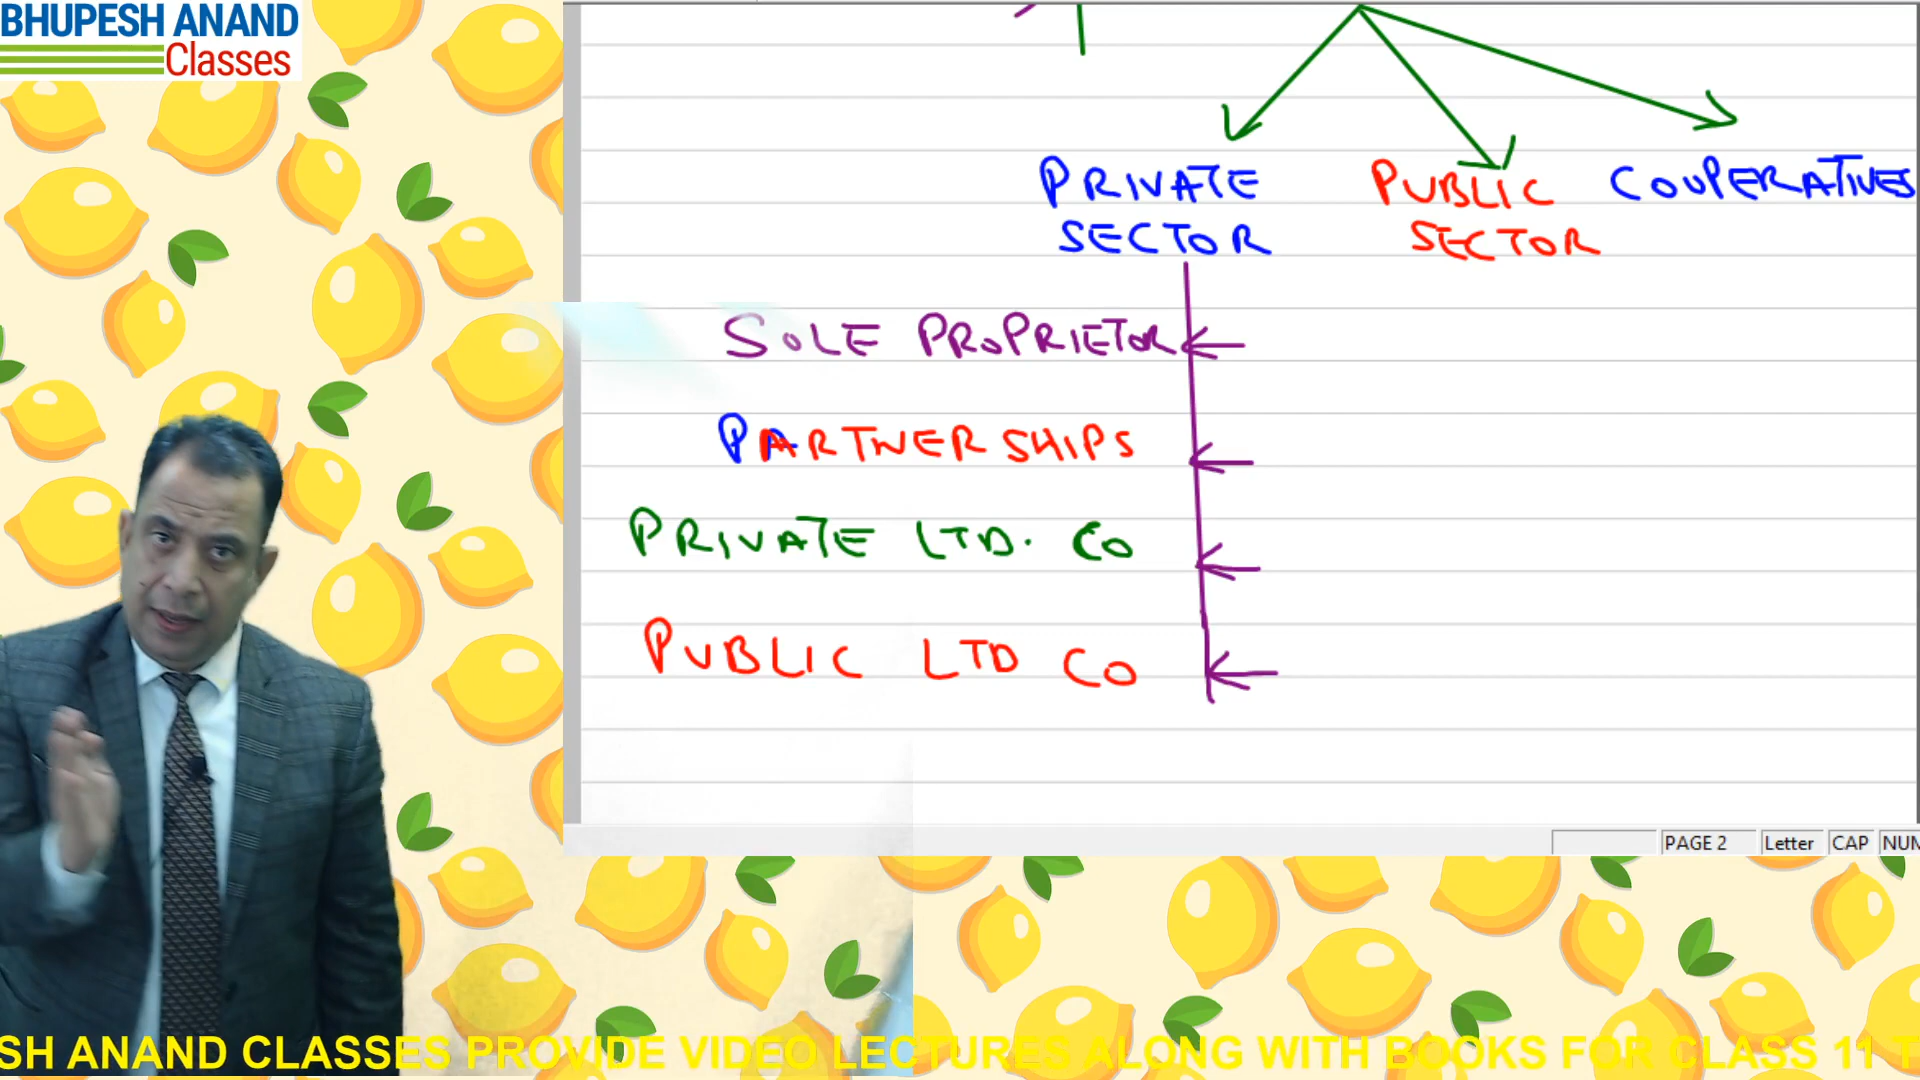 BHUPESH ANAND
Classes
PRIVATE SECTOR
PUBLIC SECTOR
COOPERATIVES
SOLE PROPRIETOR
PARTNERSHIPS
PRIVATE LTD. CO
PUBLIC LTD CO
PAGE 2 Letter CAP NUM
SH ANAND CLASSES PROVIDE VIDEO LECTURES ALONG WITH BOOKS FOR CLASS 11 T